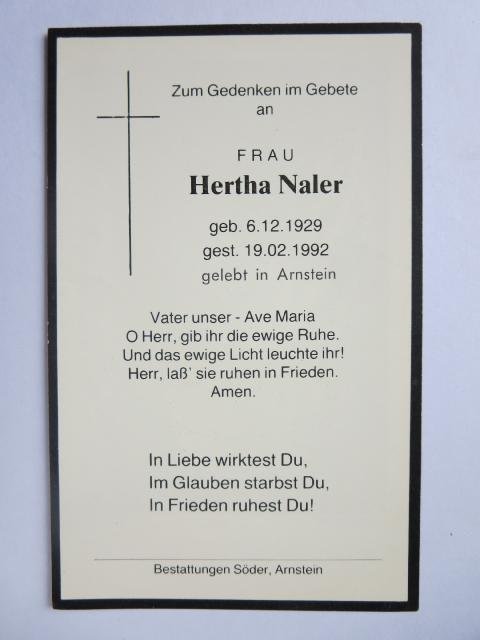 Zum Gedenken im Gebete
an
FRAU
Hertha Naler
geb. 6.12.1929
gest. 19.02.1992
gelebt in Arnstein
Vater unser - Ave Maria
O Herr, gib ihr die ewige Ruhe.
Und das ewige Licht leuchte ihr!
Herr, laß' sie ruhen in Frieden.
Amen.
In Liebe wirktest Du,
Im Glauben starbst Du,
In Frieden ruhest Du!
Bestattungen Söder, Arnstein